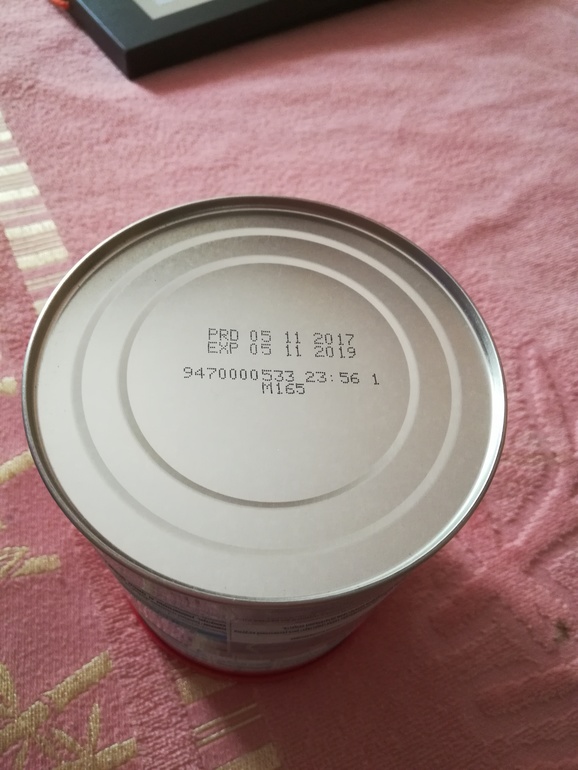 PRD 05 11 2017
EXP 05 11 2019
9470000533 23:56 1
M165